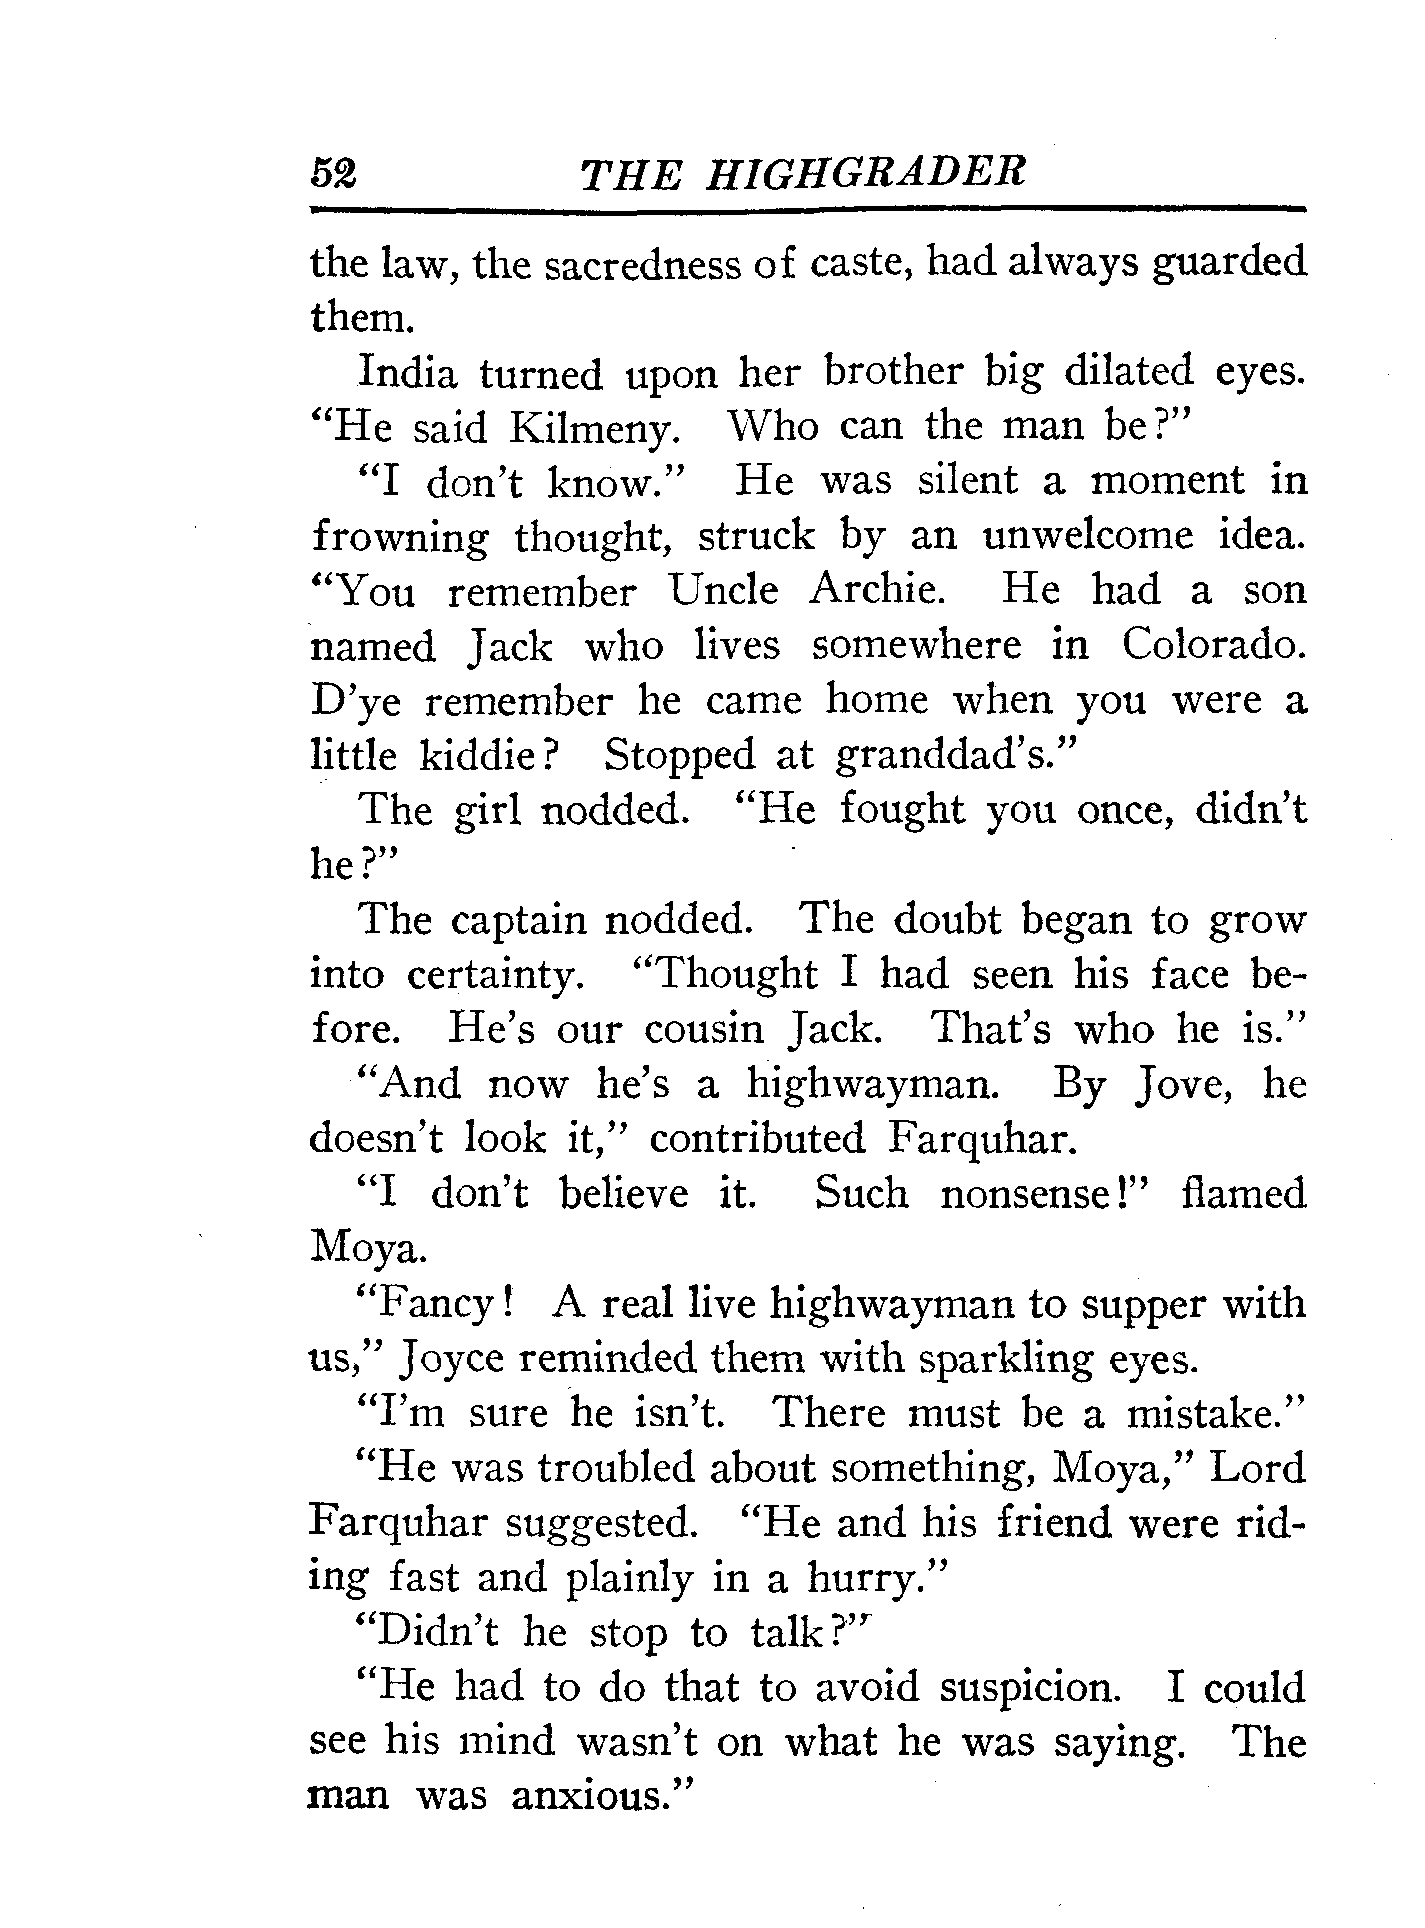 52 THE HIGHGRADER
the law, the sacredness of caste, had always guarded
them.
India turned upon her brother big dilated eyes.
“He said Kilmeny. Who can the man be?”
“I don’t know.” He was silent a moment in
frowning thought, struck by an unwelcome idea.
“You remember Uncle Archie. He had a son
named Jack who lives somewhere in Colorado.
D’ye remember he came home when you were a
little kiddie? Stopped at granddad’s.”
The girl nodded. “He fought you once, didn’t
he?”
The captain nodded. The doubt began to grow
into certainty. “Thought I had seen his face be-
fore. He’s our cousin Jack. That’s who he is.”
“And now he’s a highwayman. By Jove, he
doesn’t look it,” contributed Farquhar.
“I don’t believe it. Such nonsense!” flamed
Moya.
“Fancy! A real live highwayman to supper with
us,” Joyce reminded them with sparkling eyes.
“I’m sure he isn’t. There must be a mistake.”
“He was troubled about something, Moya,” Lord
Farquhar suggested. “He and his friend were rid-
ing fast and plainly in a hurry.”
“Didn’t he stop to talk?”
“He had to do that to avoid suspicion. I could
see his mind wasn’t on what he was saying. The
man was anxious.”